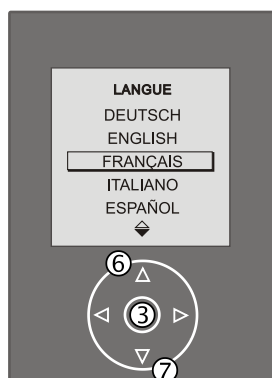 LANGUE
DEUTSCH
ENGLISH
FRANÇAIS
ITALIANO
ESPAÑOL
6
3
7